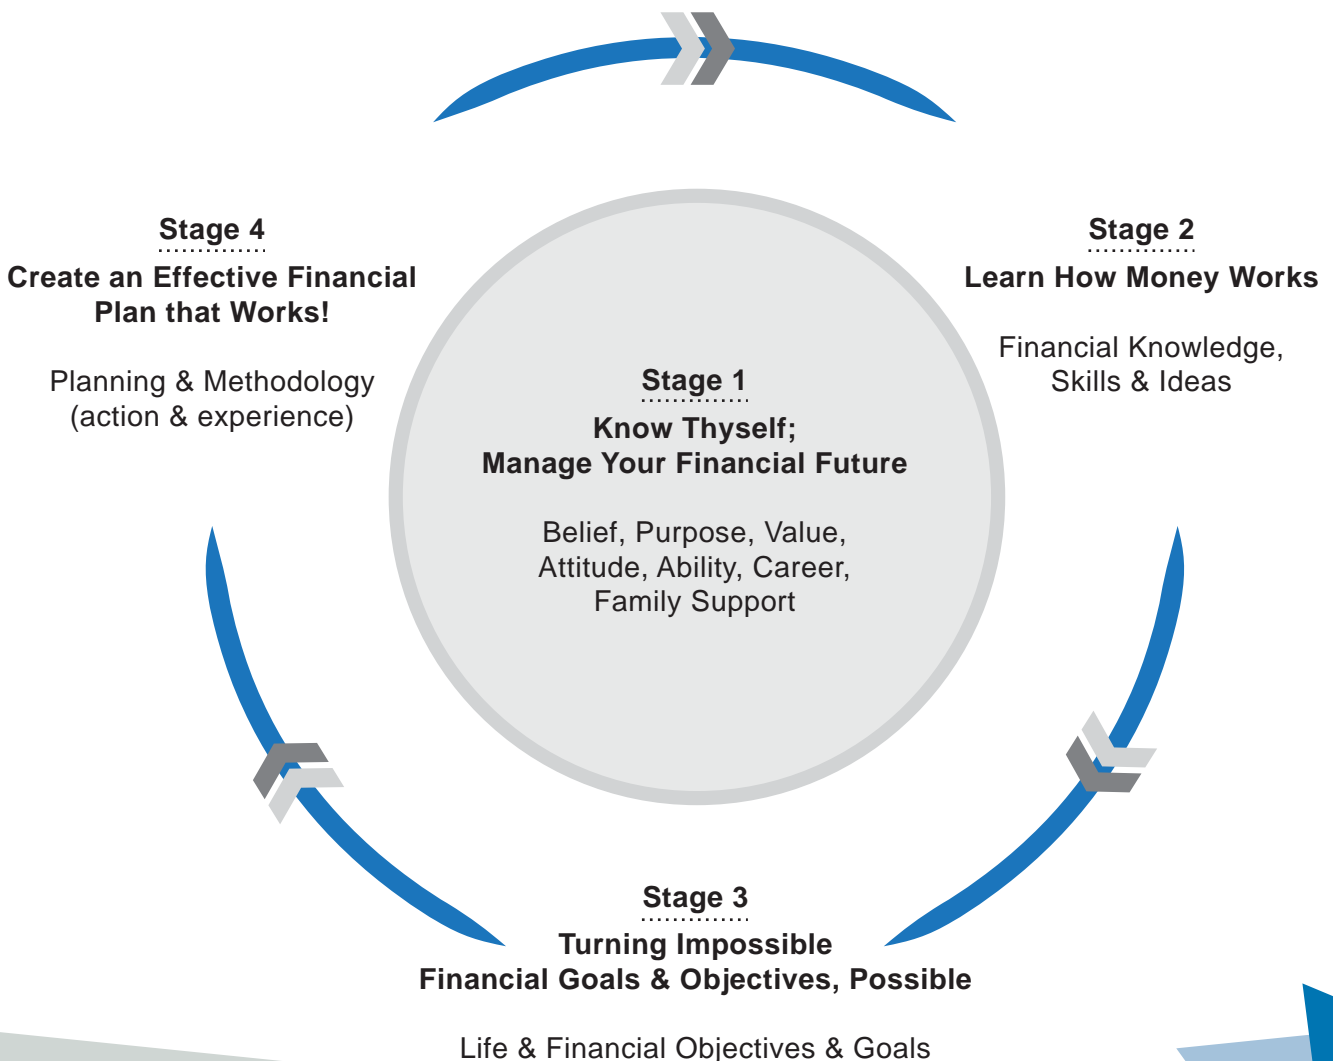 Stage 4
Create an Effective Financial
Plan that Works!
Planning & Methodology
(action & experience)
Stage 2
Learn How Money Works
Financial Knowledge,
Skills & Ideas
Stage 1
Know Thyself;
Manage Your Financial Future
Belief, Purpose, Value,
Attitude, Ability, Career,
Family Support
Stage 3
Turning Impossible
Financial Goals & Objectives, Possible
Life & Financial Objectives & Goals